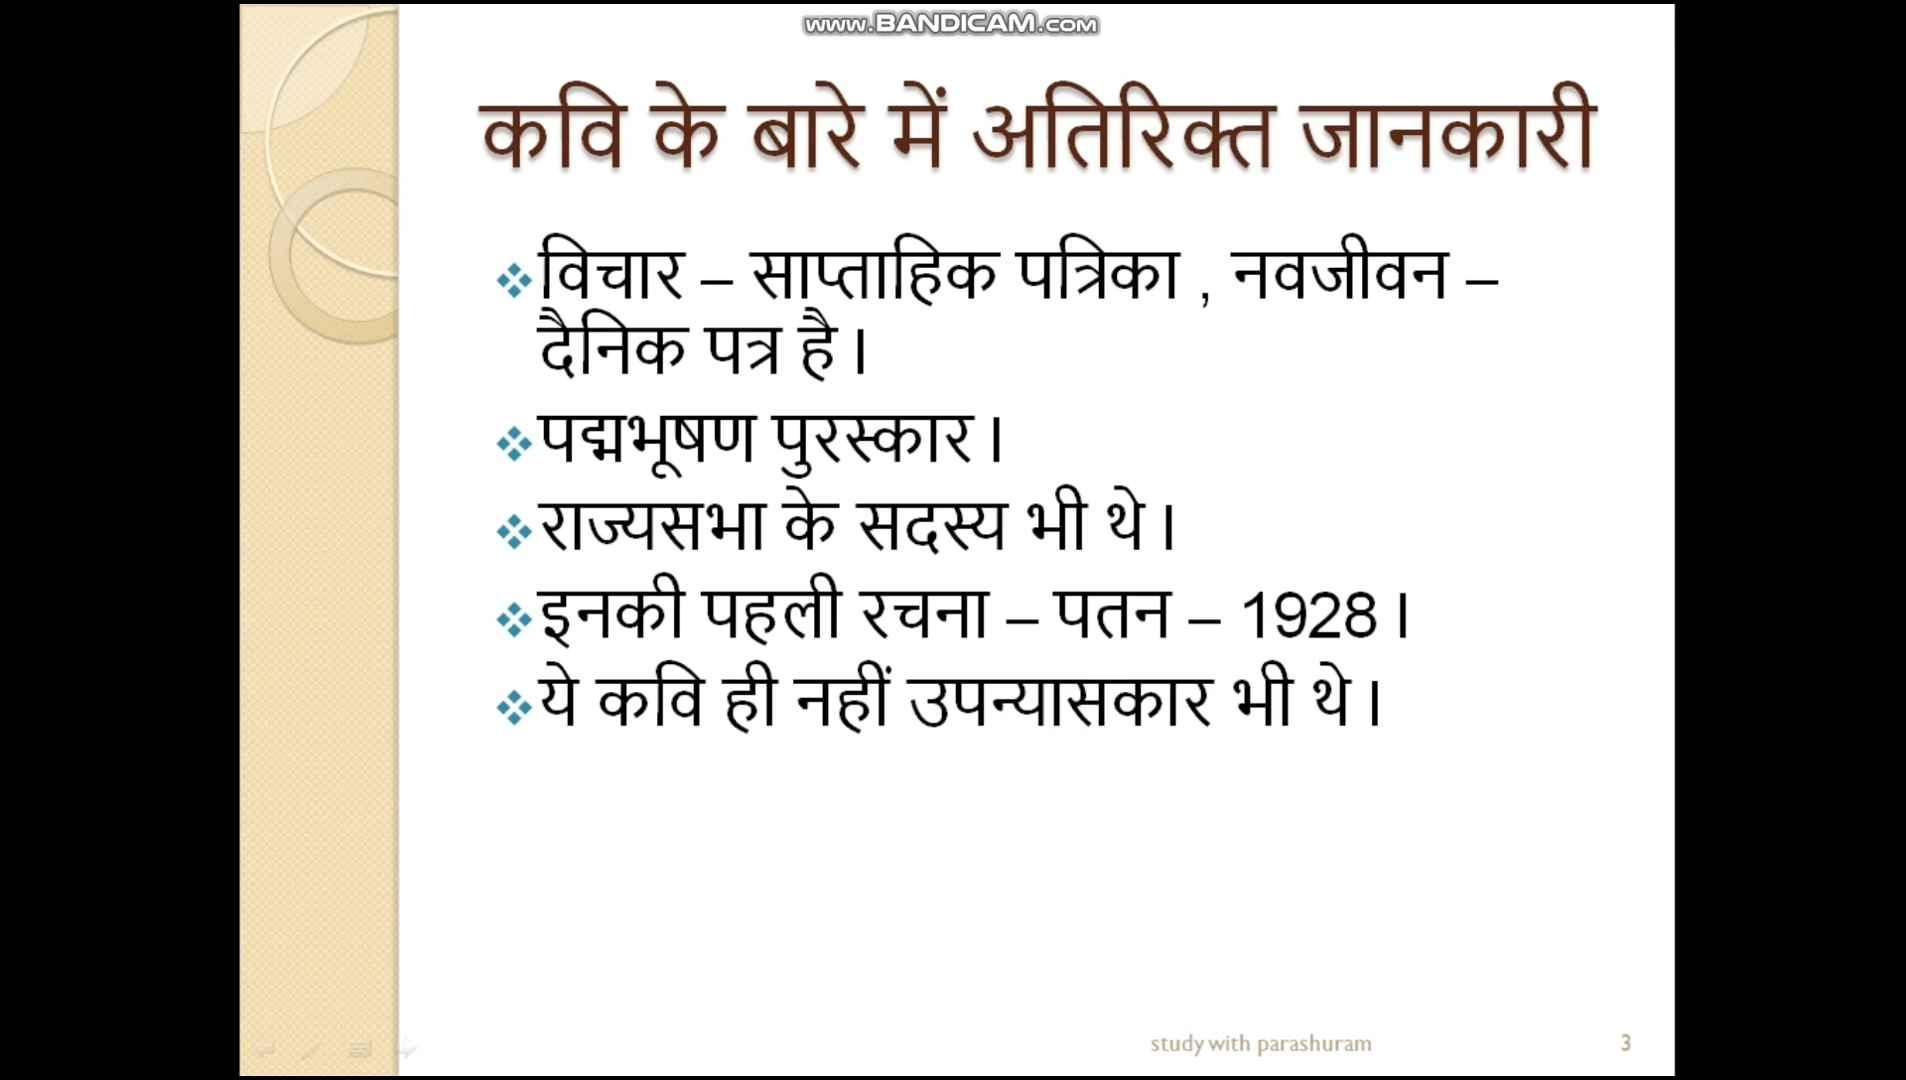 www.BANDICAM.com
कवि के बारे में अतिरिक्त जानकारी
विचार – साप्ताहिक पत्रिका , नवजीवन –
दैनिक पत्र है ।
पद्मभूषण पुरस्कार ।
राज्यसभा के सदस्य भी थे ।
इनकी पहली रचना – पतन – 1928 ।
ये कवि ही नहीं उपन्यासकार भी थे ।
study with parashuram 3